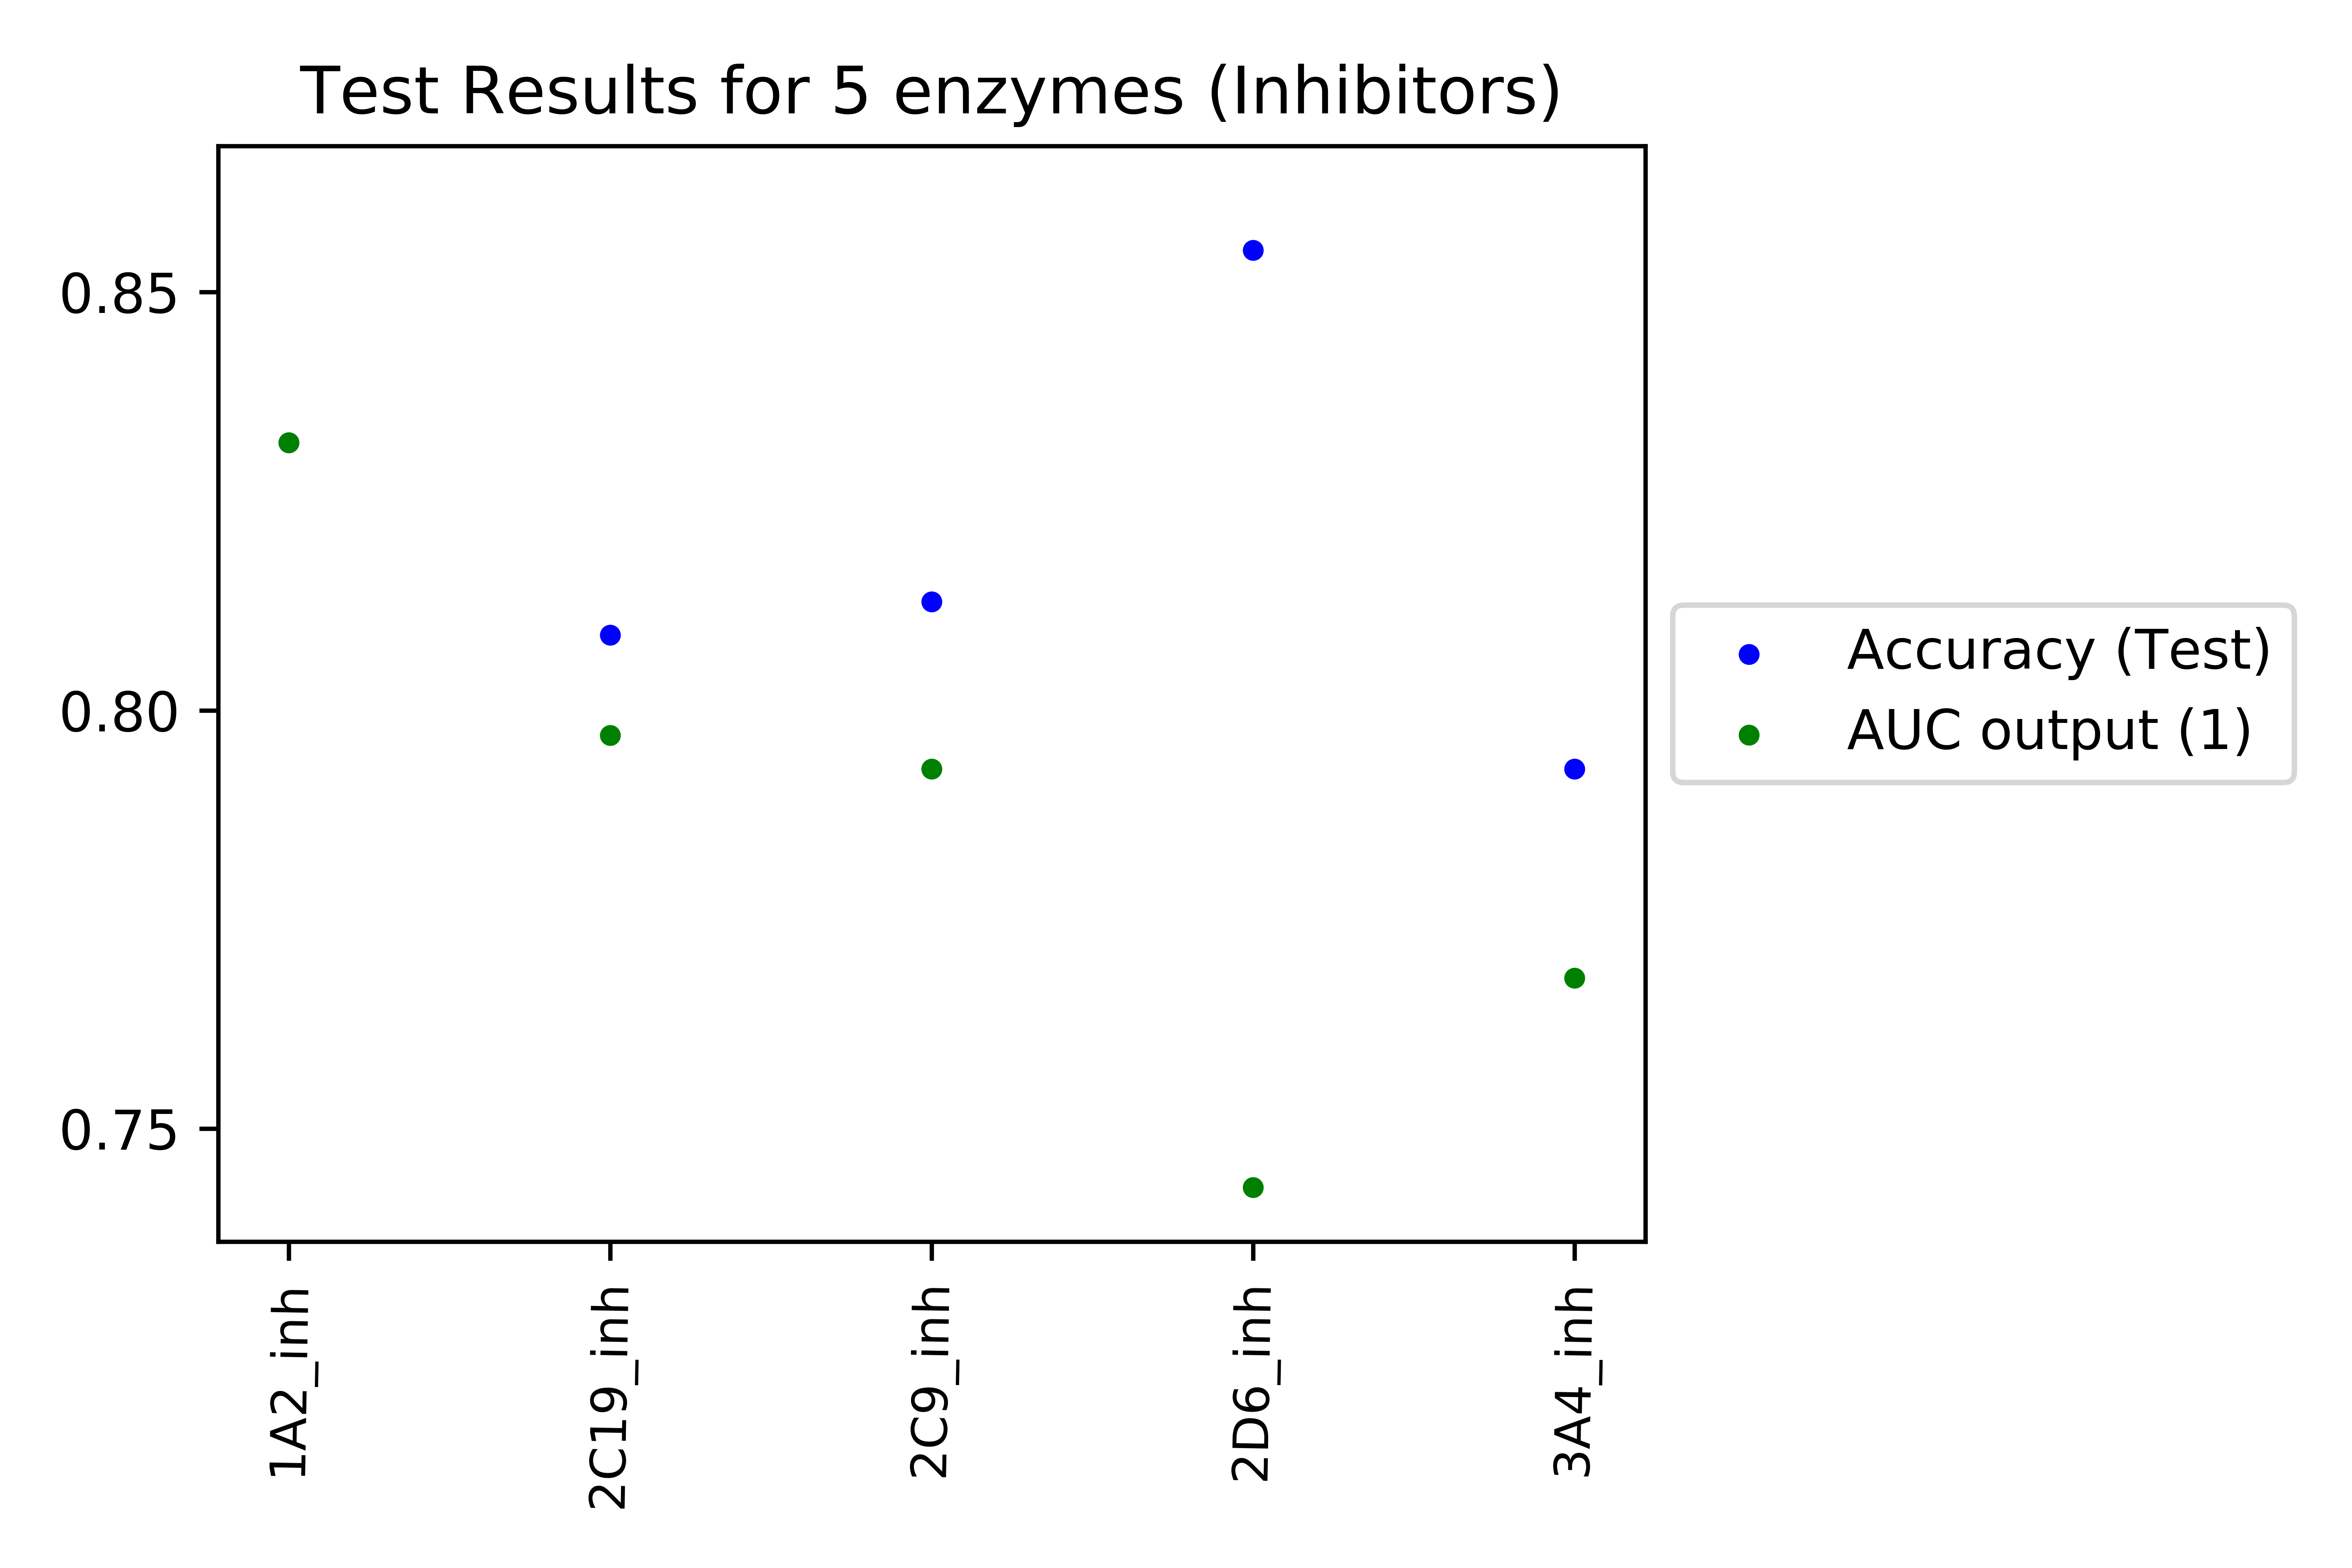 Test Results for 5 enzymes (Inhibitors)
0.85
0.80
0.75
1A2_inh
2C19_inh
2C9_inh
2D6_inh
3A4_inh
Accuracy (Test)
AUC output (1)